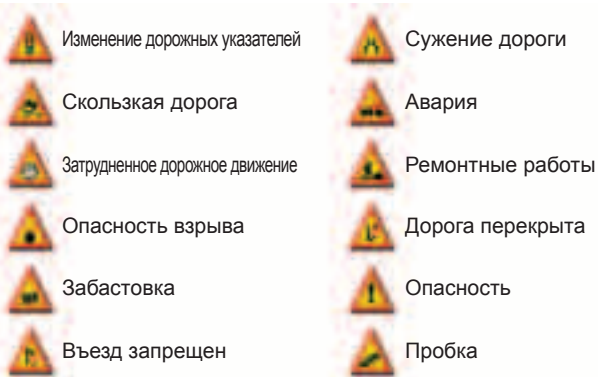 Изменение дорожных указателей
Скользкая дорога
Затрудненное дорожное движение
Опасность взрыва
Забастовка
Въезд запрещен
Сужение дороги
Авария
Ремонтные работы
Дорога перекрыта
Опасность
Пробка